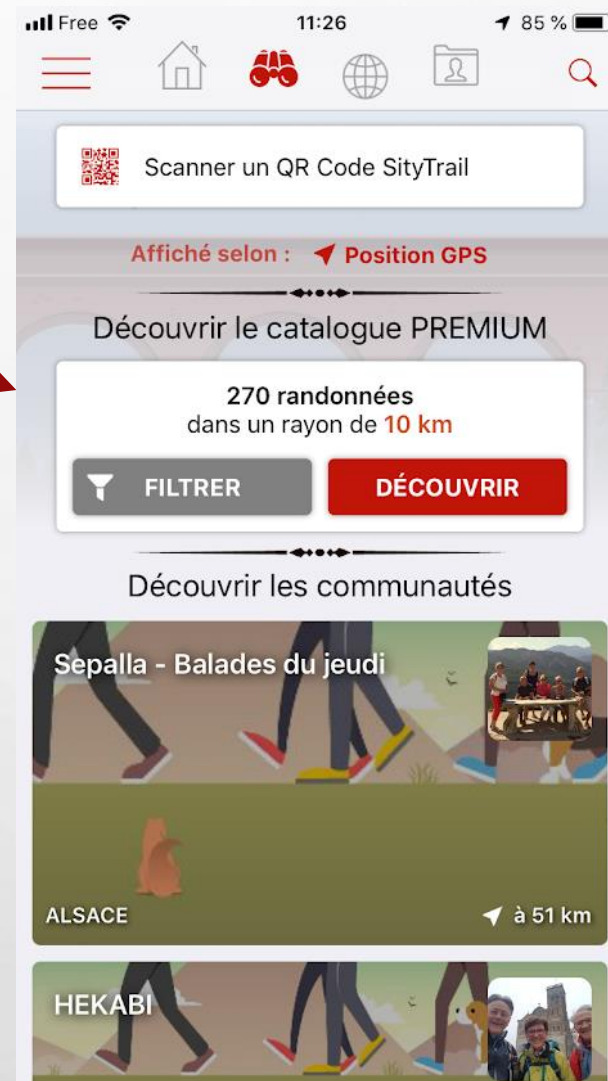 Free 11:26 85 %
Scanner un QR Code SityTrail
Affiché selon : Position GPS
Découvrir le catalogue PREMIUM
270 randonnées
dans un rayon de 10 km
FILTRER DÉCOUVRIR
Découvrir les communautés
Sepalla - Balades du jeudi
ALSACE à 51 km
HEKABI